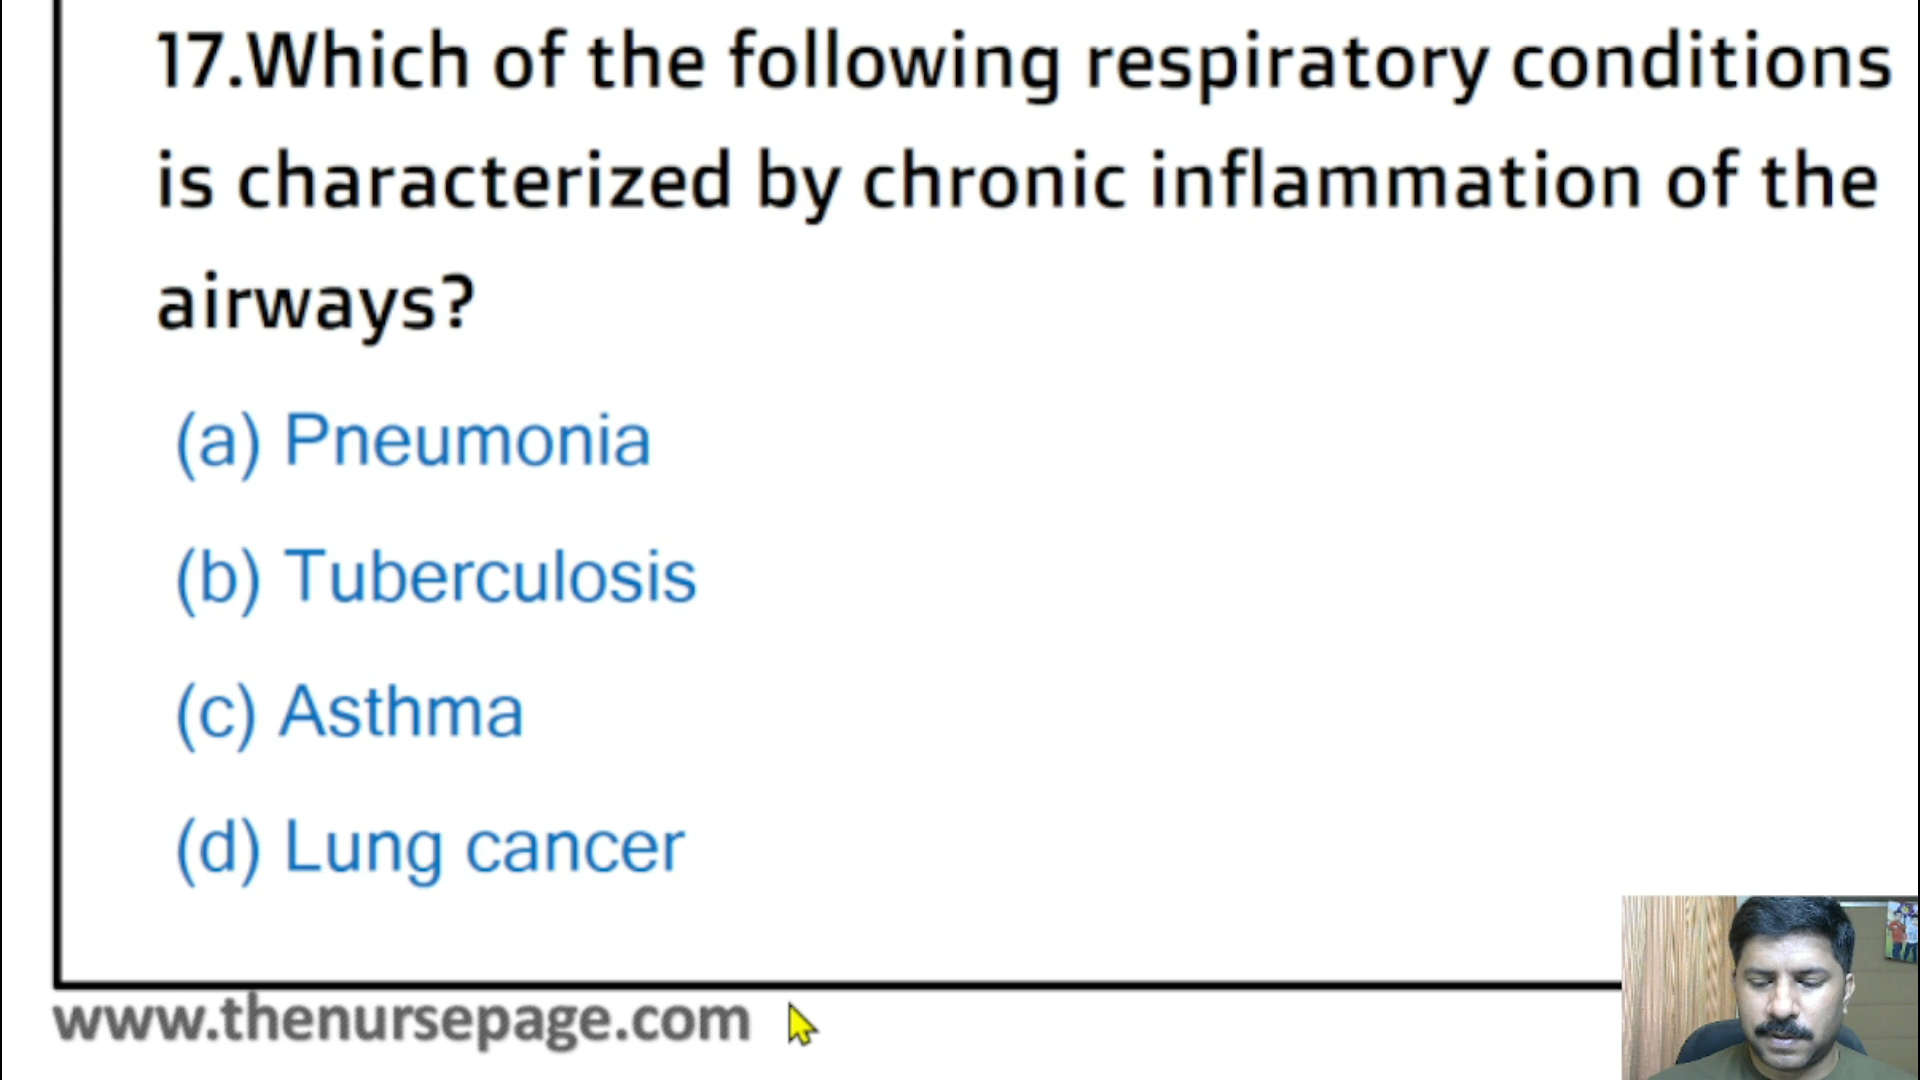 17.Which of the following respiratory conditions
is characterized by chronic inflammation of the
airways?
(a) Pneumonia
(b) Tuberculosis
(c) Asthma
(d) Lung cancer
www.thenursepage.com